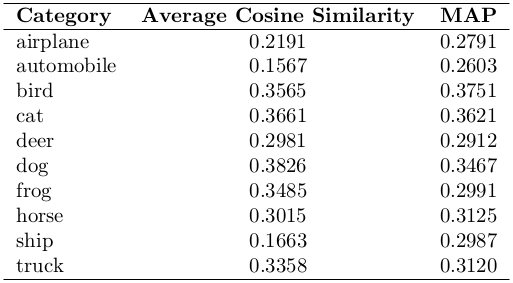 Category Average Cosine Similarity MAP
airplane 0.2191 0.2791
automobile 0.1567 0.2603
bird 0.3565 0.3751
cat 0.3661 0.3621
deer 0.2981 0.2912
dog 0.3826 0.3467
frog 0.3485 0.2991
horse 0.3015 0.3125
ship 0.1663 0.2987
truck 0.3358 0.3120